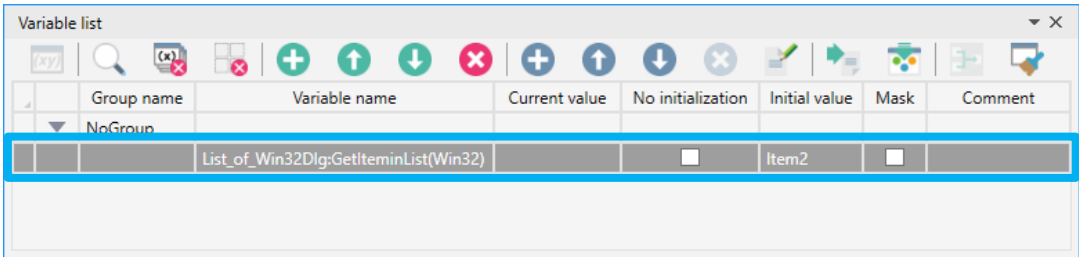 Variable list
(xy) (x)
Group name Variable name Current value No initialization Initial value Mask Comment
NoGroup
List_of_Win32Dlg:GetIteminList(Win32) Item2